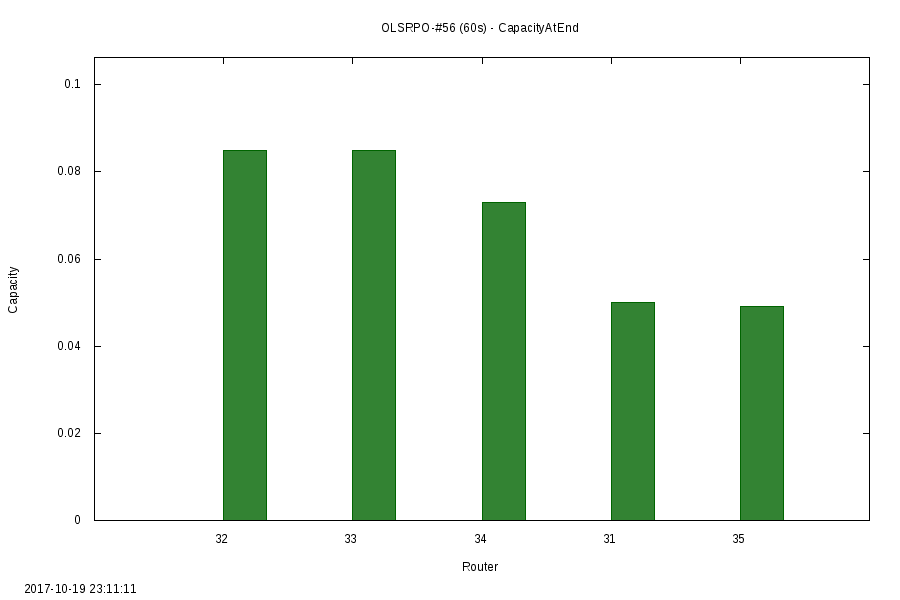 OLSRPO-#56 (60s) - CapacityAtEnd
0.1
0.08
0.06
0.04
0.02
0
Capacity
32 33 34 31 35
Router
2017-10-19 23:11:11